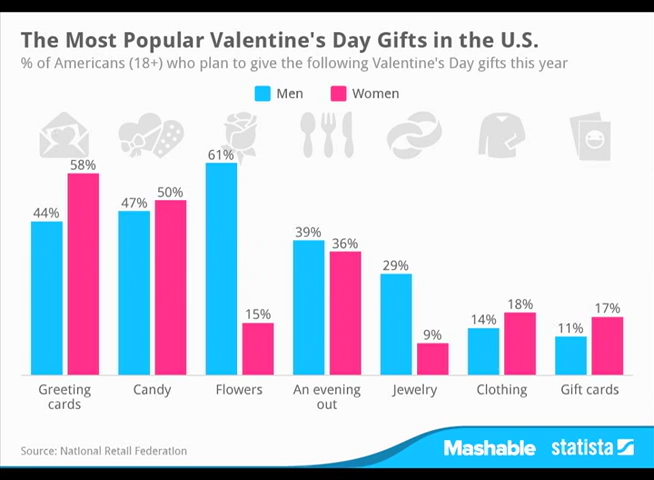 The Most Popular Valentine's Day Gifts in the U.S.
% of Americans (18+) who plan to give the following Valentine's Day gifts this year
Men Women
44% 58% 47% 50% 61% 15% 39% 36% 29% 9% 14% 18% 11% 17%
Greeting cards Candy Flowers An evening out Jewelry Clothing Gift cards
Source: National Retail Federation
Mashable statista